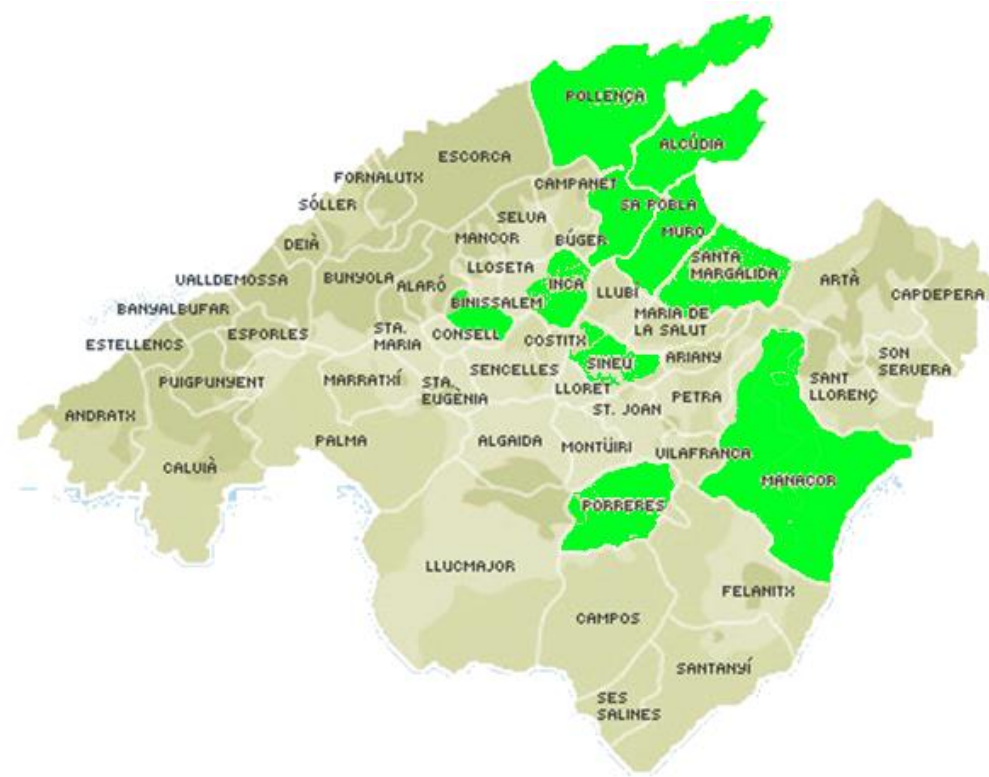 POLLENÇA
ALCÚDIA
ESCORCA
FORNALUTX
CAMPANET
SÓLLER
SA POBLA
SELVA
MURO
DEIÀ
MANCOR
BÚGER
SANTA
MARGALIDA
LLOSETA
VALLDEMOSSA
BUNYOLA
ALARÓ
INCA
LLUBÍ
ARTÀ
CAPDEPERA
BANYALBUFAR
BINISSALEM
MARIA DE
LA SALUT
ESPORLES
STA.
MARIA
CONSELL
COSTITX
ESTELLENCS
SINEU
ARIANY
SON
SERVERA
PUIGPUNYENT
MARRATXÍ
STA.
EUGÈNIA
SENCELLES
LLORET
SANT
LLORENÇ
PETRA
ST. JOAN
ANDRATX
PALMA
ALGAIDA
MONTÜIRI
VILAFRANCA
CALVIÀ
MANACOR
PORRERES
LLUCMAJOR
FELANITX
CAMPOS
SANTANYÍ
SES
SALINES